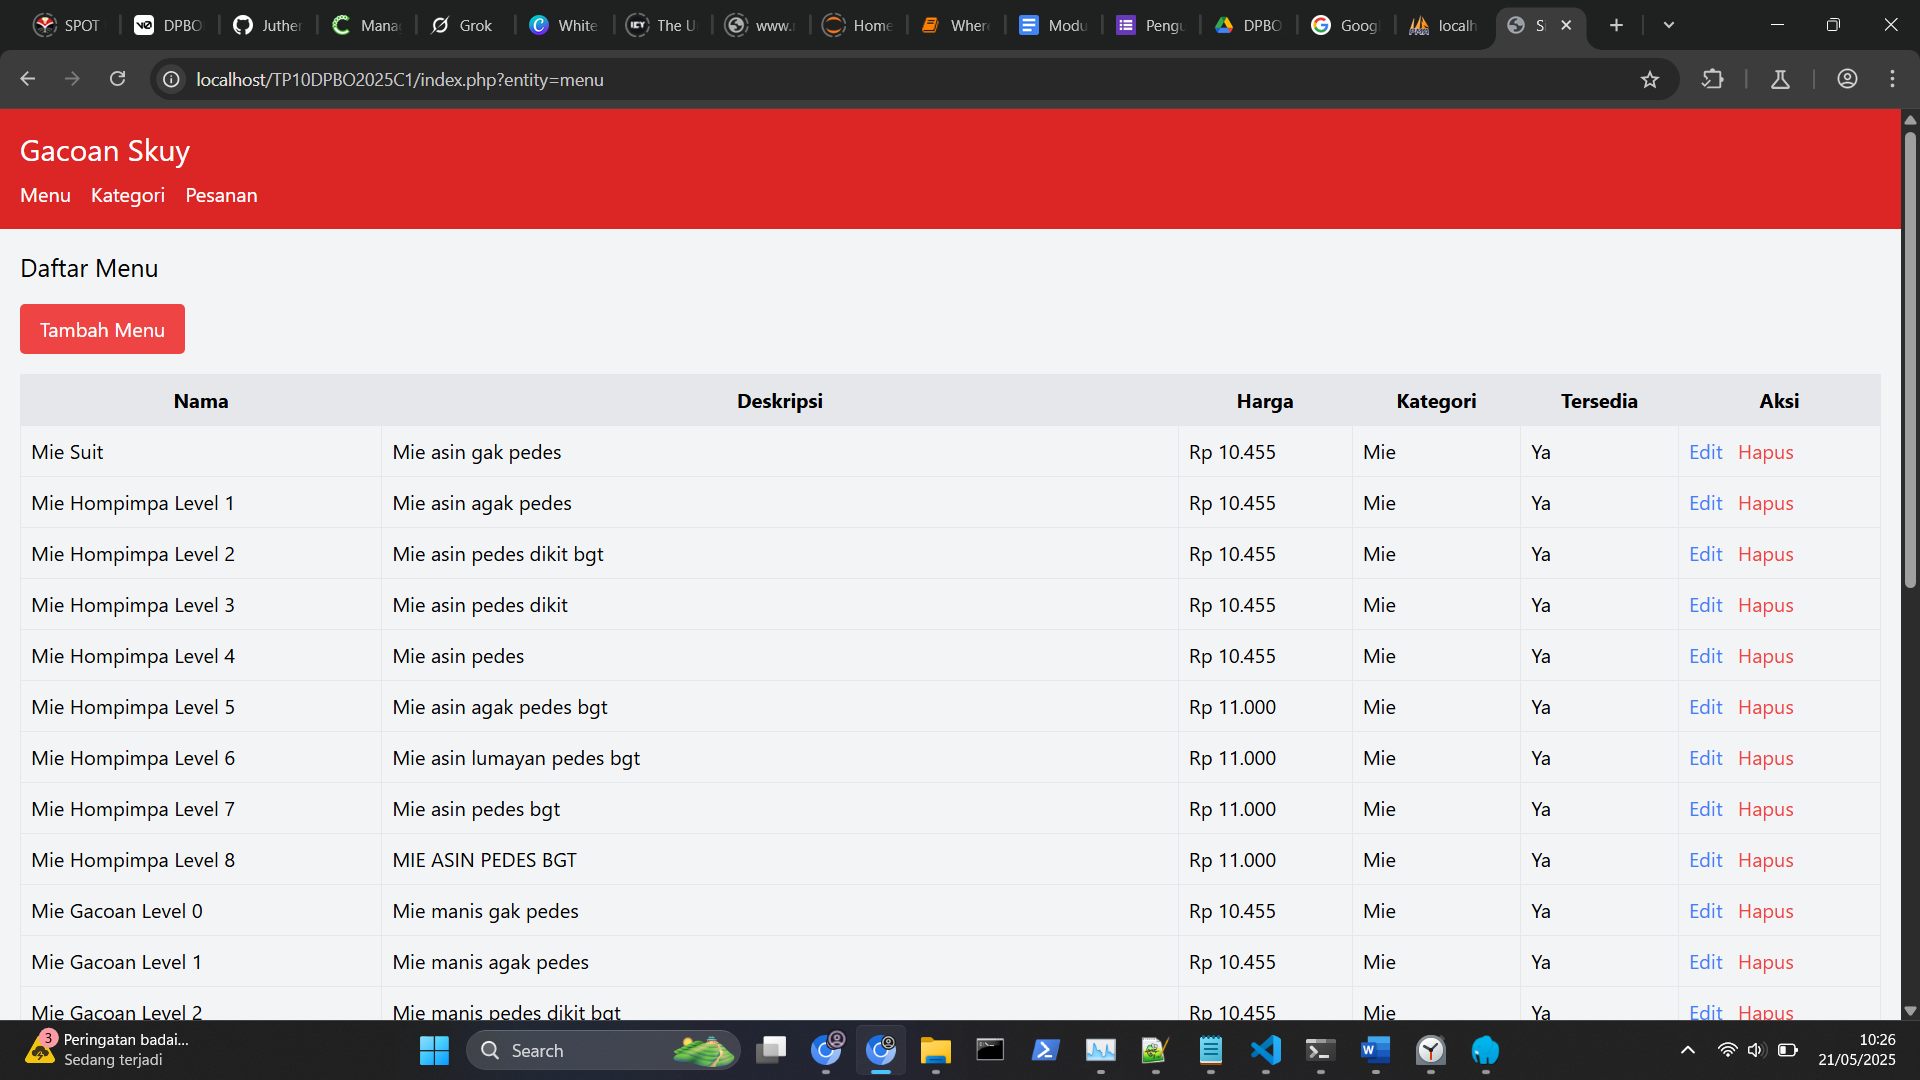 SPOT
DPBO
Juther
Mana
Grok
White
The U
www.
Home
Where
Modu
Pengu
DPBO
Goog
localh
Si
localhost/TP10DPBO2025C1/index.php?entity=menu
Gacoan Skuy
Menu Kategori Pesanan
Daftar Menu
Tambah Menu
Nama Deskripsi Harga Kategori Tersedia Aksi
Mie Suit Mie asin gak pedes Rp 10.455 Mie Ya Edit Hapus
Mie Hompimpa Level 1 Mie asin agak pedes Rp 10.455 Mie Ya Edit Hapus
Mie Hompimpa Level 2 Mie asin pedes dikit bgt Rp 10.455 Mie Ya Edit Hapus
Mie Hompimpa Level 3 Mie asin pedes dikit Rp 10.455 Mie Ya Edit Hapus
Mie Hompimpa Level 4 Mie asin pedes Rp 10.455 Mie Ya Edit Hapus
Mie Hompimpa Level 5 Mie asin agak pedes bgt Rp 11.000 Mie Ya Edit Hapus
Mie Hompimpa Level 6 Mie asin lumayan pedes bgt Rp 11.000 Mie Ya Edit Hapus
Mie Hompimpa Level 7 Mie asin pedes bgt Rp 11.000 Mie Ya Edit Hapus
Mie Hompimpa Level 8 MIE ASIN PEDES BGT Rp 11.000 Mie Ya Edit Hapus
Mie Gacoan Level 0 Mie manis gak pedes Rp 10.455 Mie Ya Edit Hapus
Mie Gacoan Level 1 Mie manis agak pedes Rp 10.455 Mie Ya Edit Hapus
Mie Gacoan Level 2 Mie manis pedes dikit bgt Rp 10.455 Mie Ya Edit Hapus
3
Peringatan badai...
Sedang terjadi
Search
10:26
21/05/2025